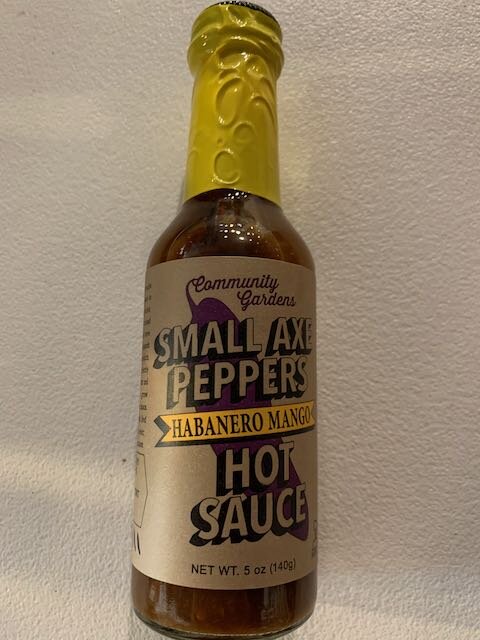 Community
Gardens
SMALL AXE
PEPPERS
HABANERO MANGO
HOT
SAUCE
NET WT. 5 oz (140g)